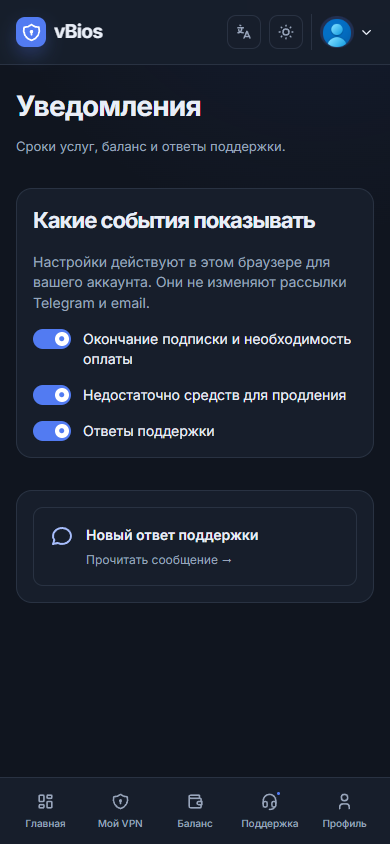 vBios
Уведомления
Сроки услуг, баланс и ответы поддержки.
Какие события показывать
Настройки действуют в этом браузере для
вашего аккаунта. Они не изменяют рассылки
Telegram и email.
Окончание подписки и необходимость
оплаты
Недостаточно средств для продления
Ответы поддержки
Новый ответ поддержки
Прочитать сообщение →
Главная
Мой VPN
Баланс
Поддержка
Профиль